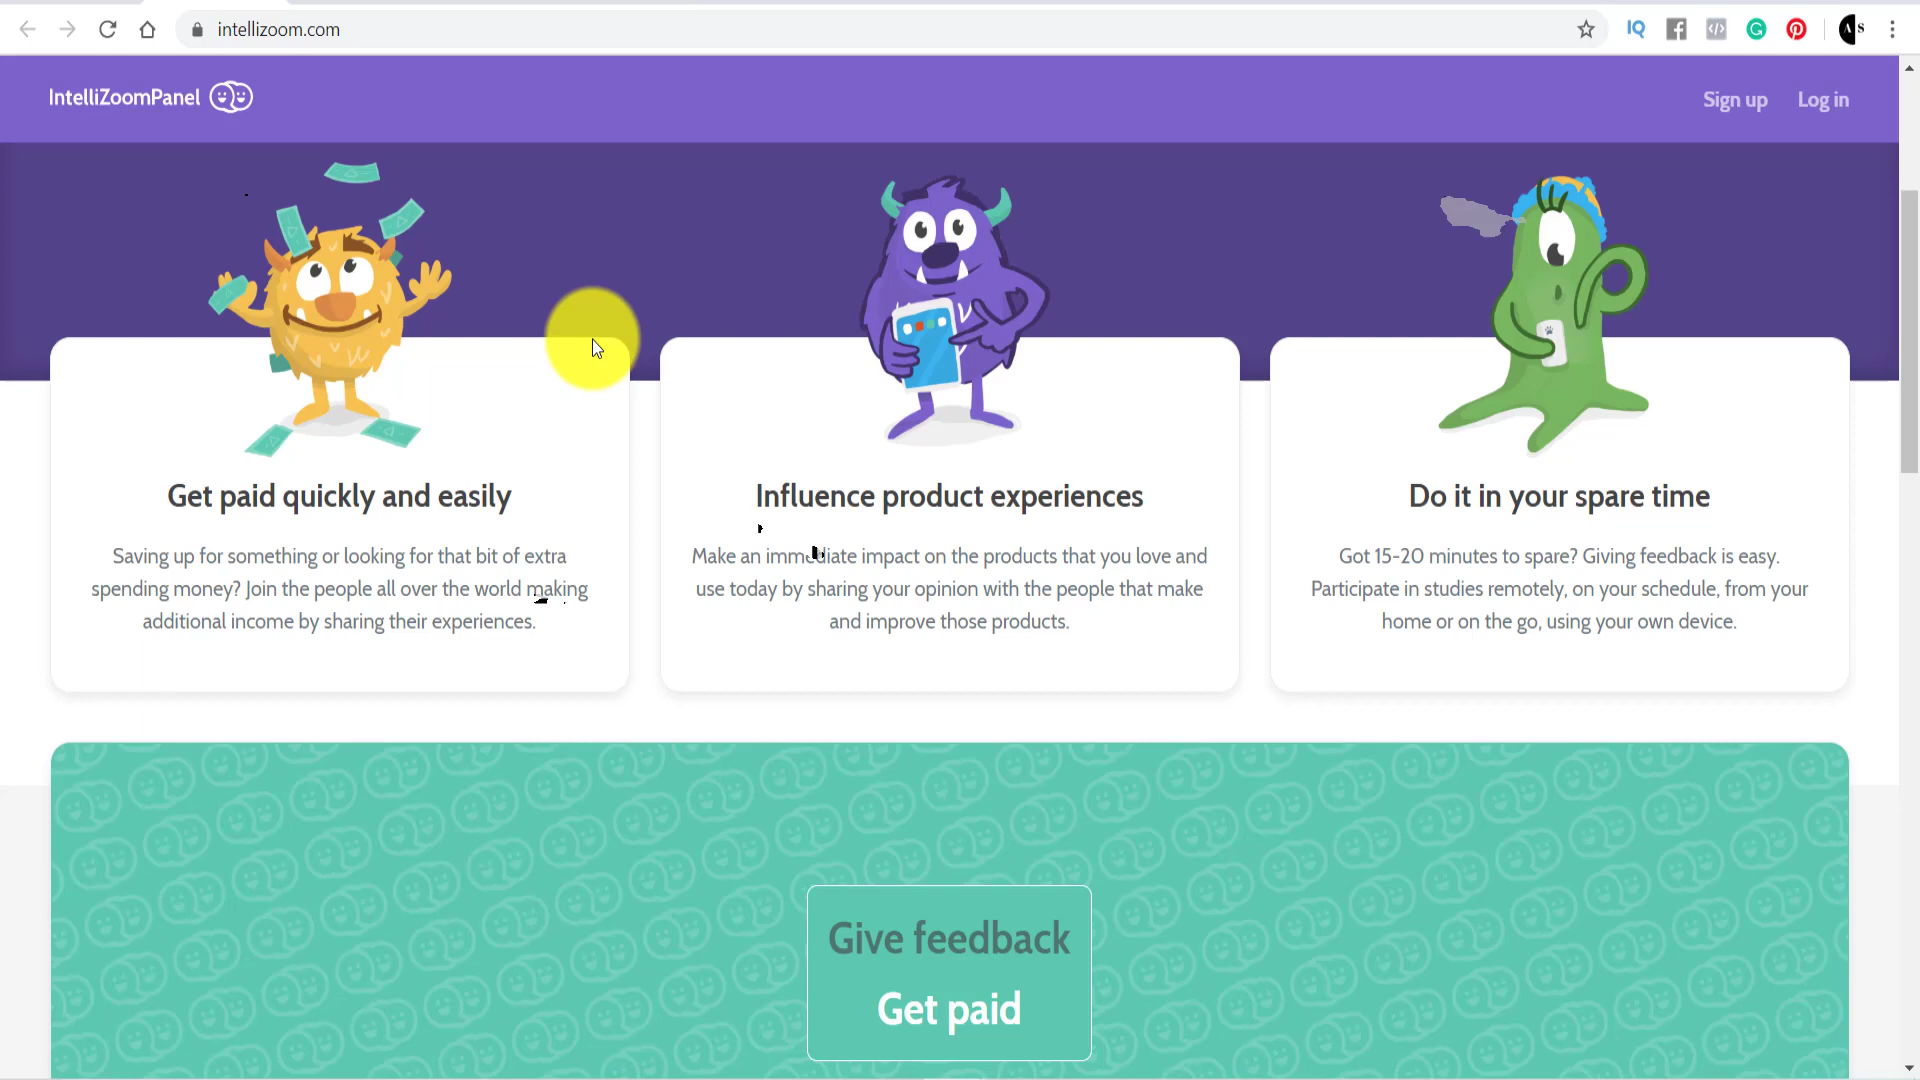 intellizoom.com
IQ
A S
IntelliZoomPanel
Sign up Log in
Get paid quickly and easily
Saving up for something or looking for that bit of extra
spending money? Join the people all over the world making
additional income by sharing their experiences.
Influence product experiences
Make an immediate impact on the products that you love and
use today by sharing your opinion with the people that make
and improve those products.
Do it in your spare time
Got 15-20 minutes to spare? Giving feedback is easy.
Participate in studies remotely, on your schedule, from your
home or on the go, using your own device.
Give feedback
Get paid